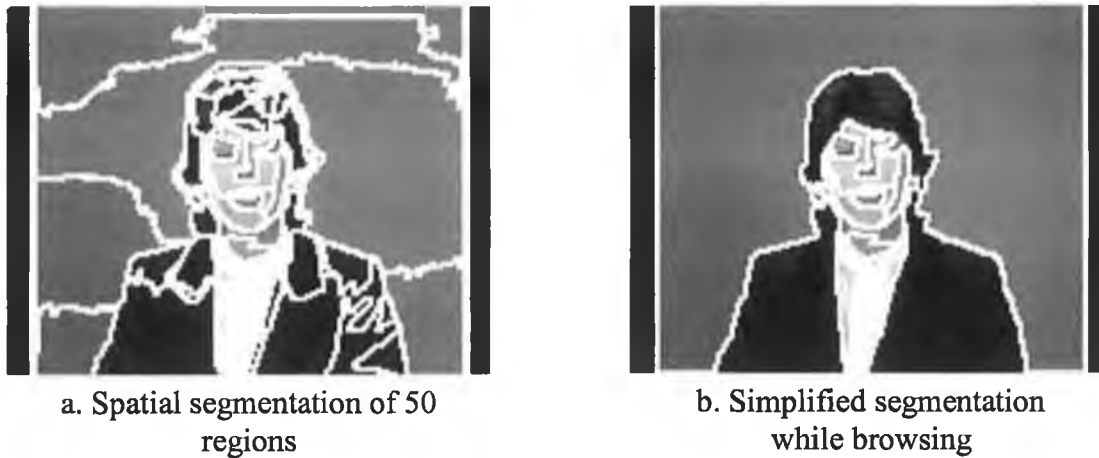 a. Spatial segmentation of 50
regions
b. Simplified segmentation
while browsing